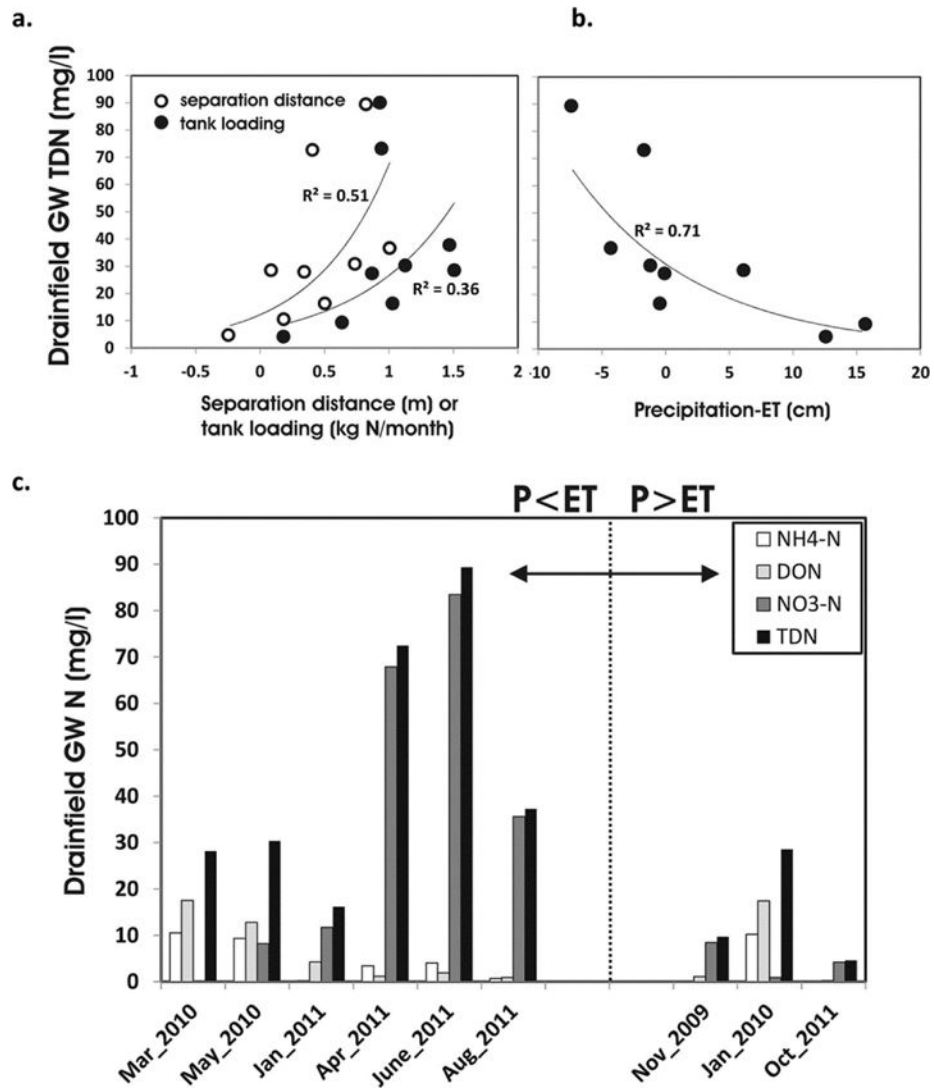 a.
b.
Drainfield GW TDN (mg/l)
100
90
80
70
60
50
40
30
20
10
0
separation distance
tank loading
R² = 0.51
R² = 0.36
-1 0 0.5 1 1.5 2
Separation distance (m) or
tank loading (kg N/month)
R² = 0.71
-10 -5 0 5 10 15 20
Precipitation-ET (cm)
c.
P<ET P>ET
Drainfield GW N (mg/l)
100
90
80
70
60
50
40
30
20
10
0
NH4-N
DON
NO3-N
TDN
Mar_2010
May_2010
Jan_2011
Apr_2011
June_2011
Aug_2011
Nov_2009
Jan_2010
Oct_2011